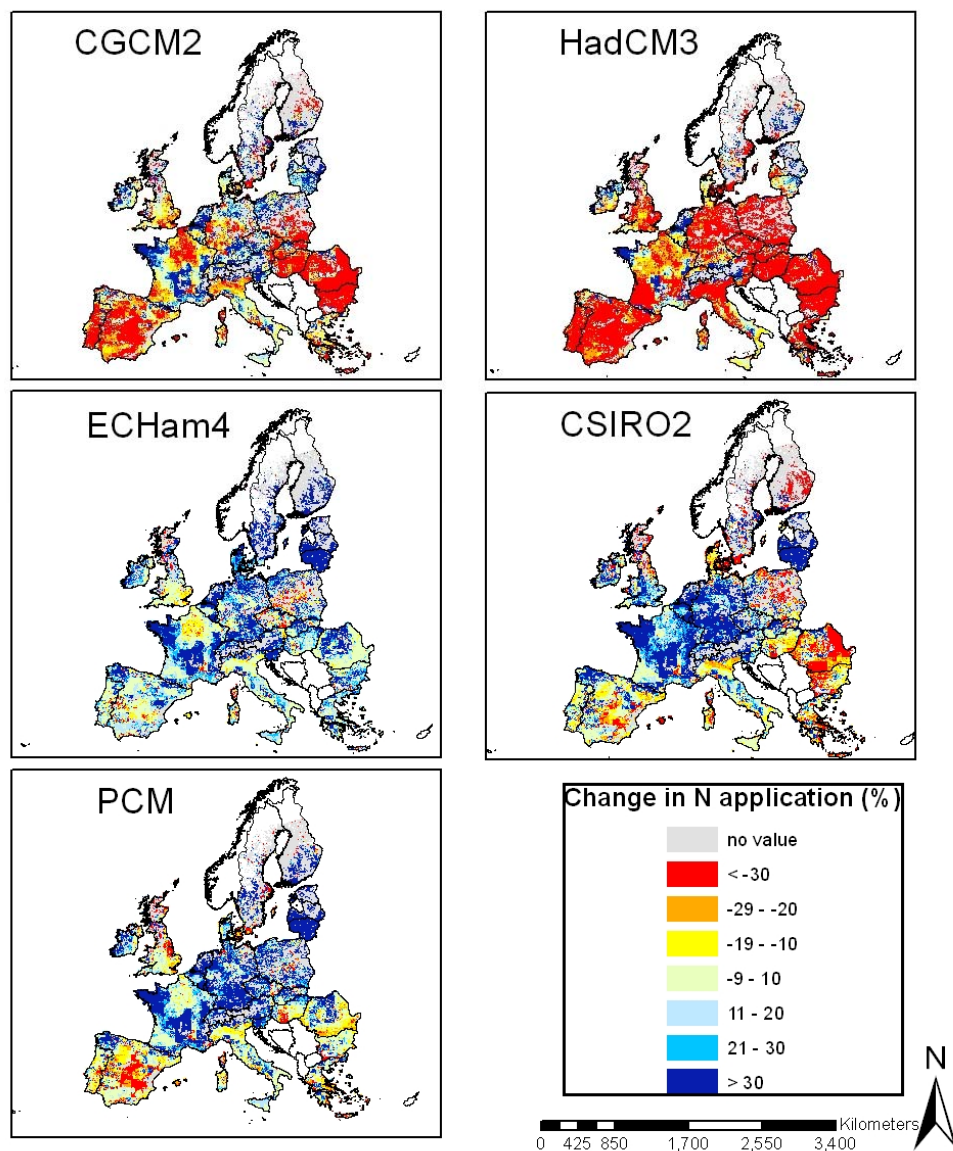 CGCM2
HadCM3
ECHam4
CSIRO2
PCM
Change in N application (%)
no value
< -30
-29 - -20
-19 - -10
-9 - 10
11 - 20
21 - 30
> 30
N
Kilometers
0 425 850 1,700 2,550 3,400